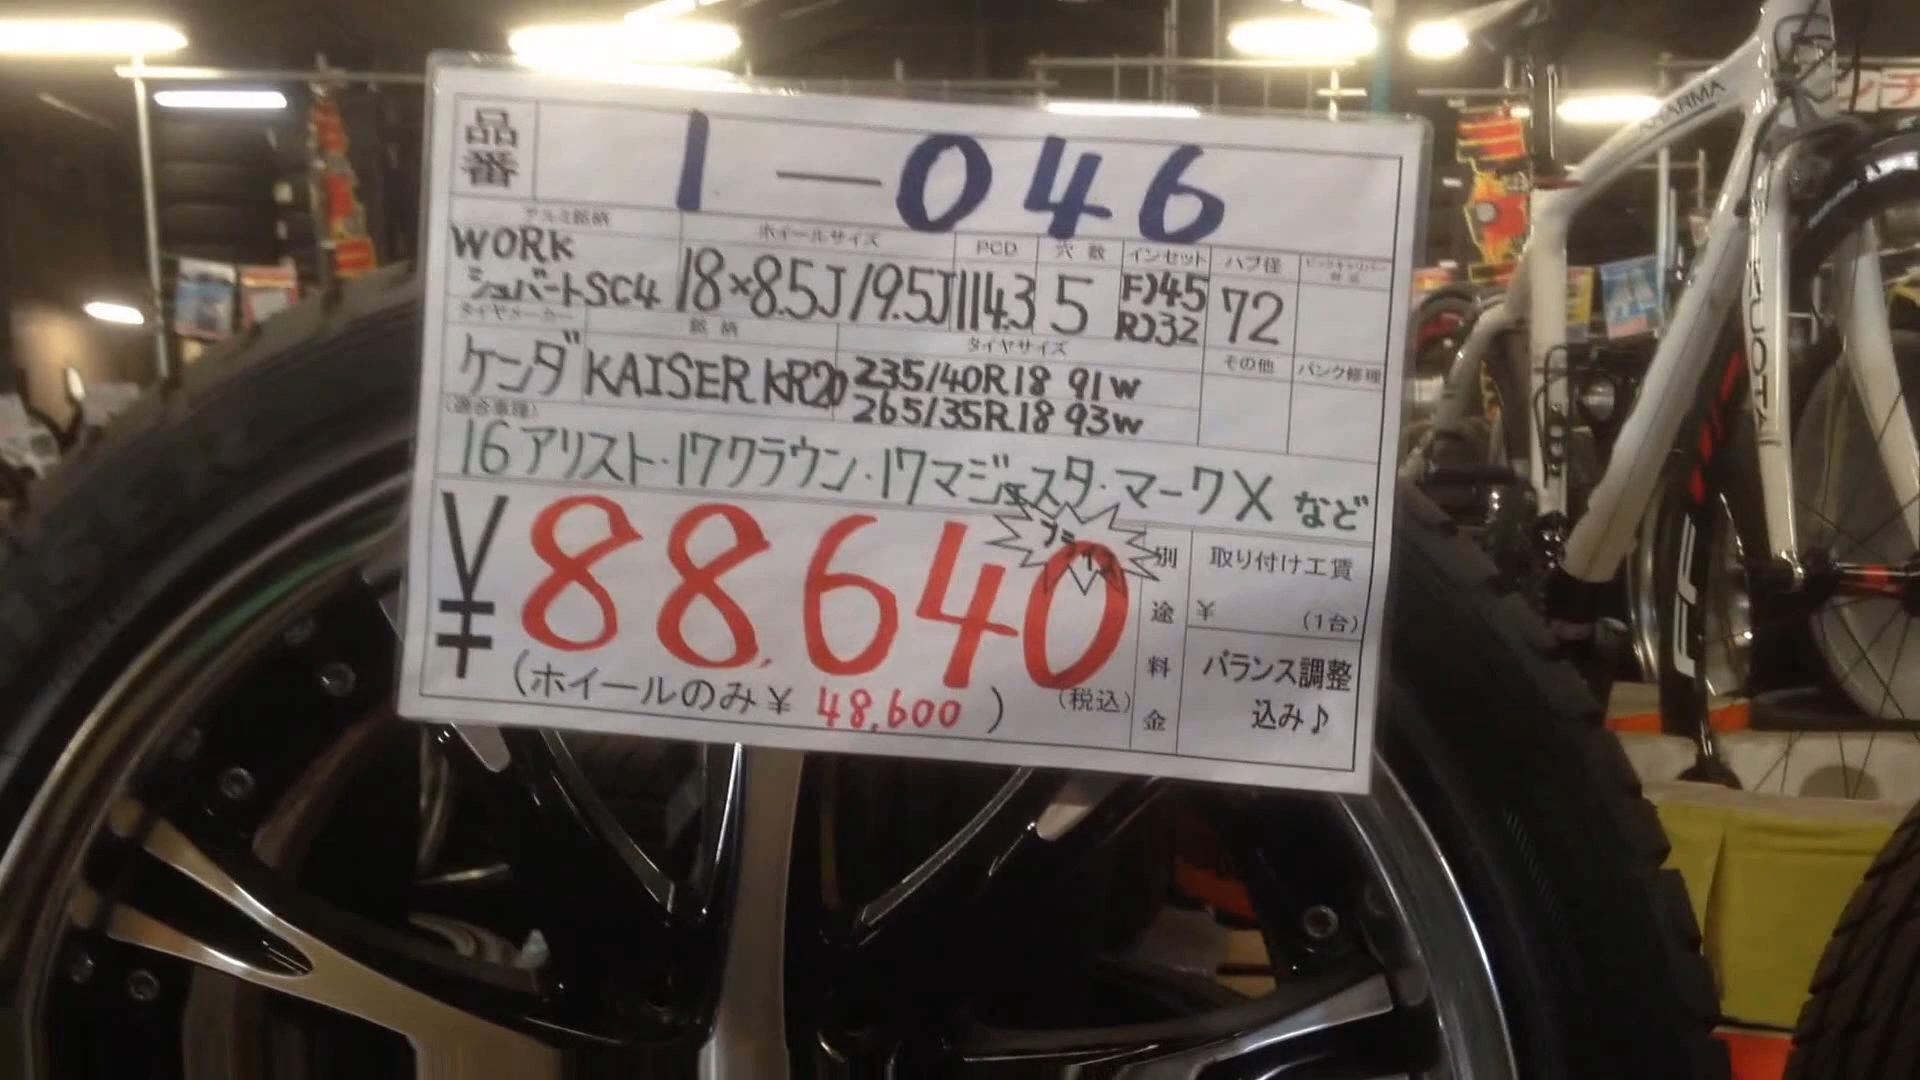 品番 1-046
アルミ銘柄 ホイールサイズ PCD 穴数 インセット ハブ径
WORK
シュバートSC4 18×8.5J/9.5J 114.3 5 F)45 R)32 72
タイヤメーカー 銘柄 タイヤサイズ その他 パンク修理
ケンダ KAISER KR20 235/40R18 91W
265/35R18 93W
(適合車種)
16アリスト・17クラウン・17マジェスタ・マークX など
¥88,640
プライス
(税込)
(ホイールのみ¥ 48,600)
別途料金
取り付け工賃
¥ (1台)
バランス調整
込み♪
KHARMA
KUOTA